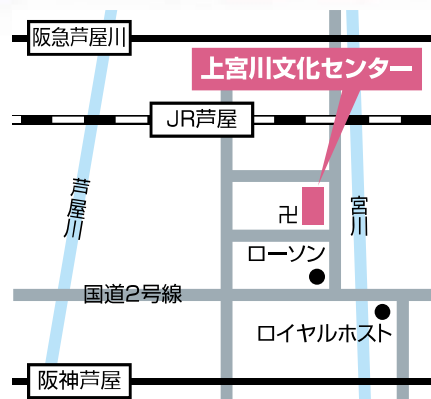 阪急芦屋川
上宮川文化センター
JR芦屋
芦屋川
宮川
卍
ローソン
国道2号線
ロイヤルホスト
阪神芦屋